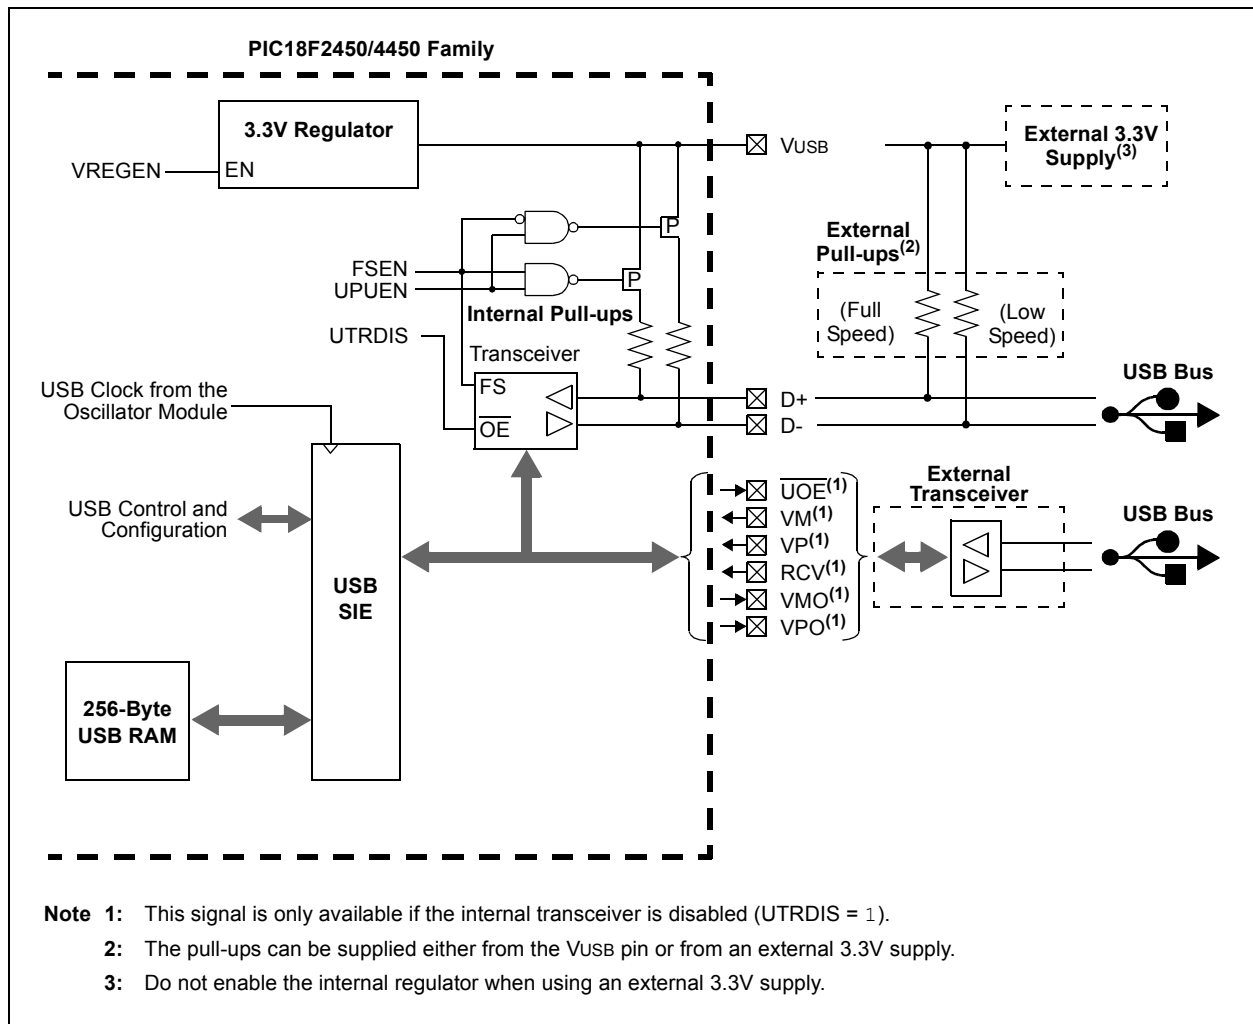 PIC18F2450/4450 Family
3.3V Regulator
EN
VREGEN
VUSB
External 3.3V
Supply(3)
P
External
Pull-ups(2)
FSEN
UPUEN
P
Internal Pull-ups
(Full
Speed)
(Low
Speed)
UTRDIS
Transceiver
FS
OE
USB Clock from the
Oscillator Module
D+
D-
USB Bus
External
Transceiver
UOE(1)
VM(1)
VP(1)
RCV(1)
VMO(1)
VPO(1)
USB Bus
USB Control and
Configuration
USB
SIE
256-Byte
USB RAM
Note 1: This signal is only available if the internal transceiver is disabled (UTRDIS = 1).
2: The pull-ups can be supplied either from the VUSB pin or from an external 3.3V supply.
3: Do not enable the internal regulator when using an external 3.3V supply.